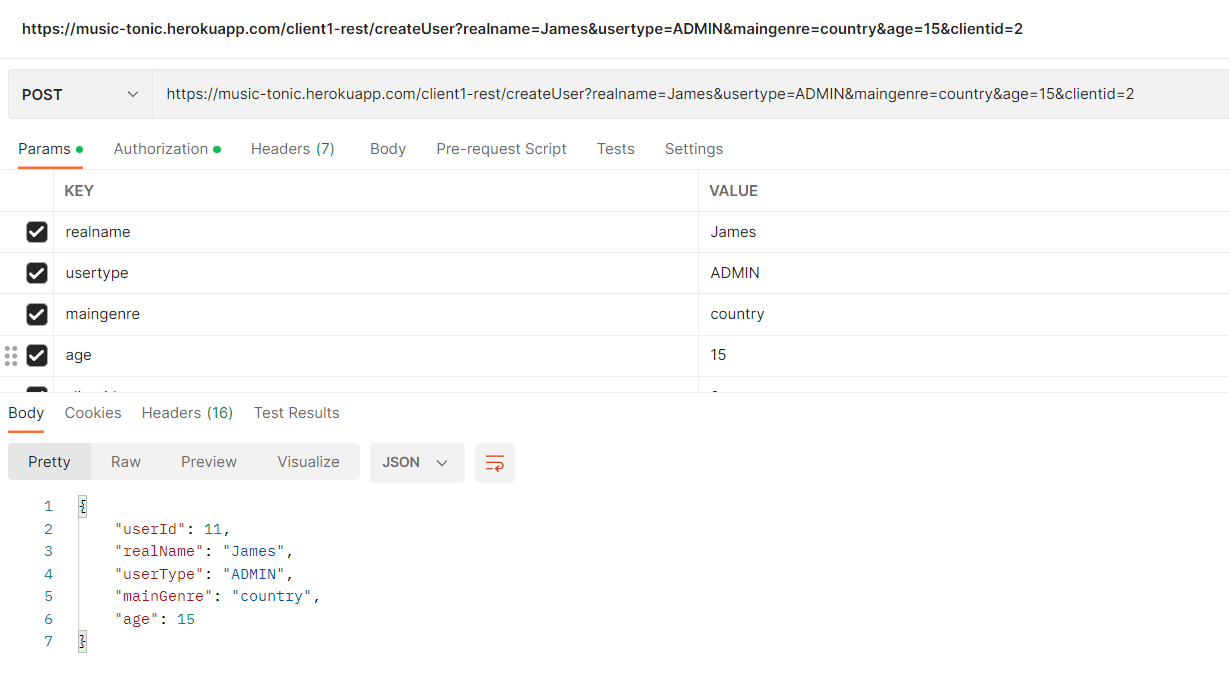 https://music-tonic.herokuapp.com/client1-rest/createUser?realname=James&usertype=ADMIN&maingenre=country&age=15&clientid=2
POST https://music-tonic.herokuapp.com/client1-rest/createUser?realname=James&usertype=ADMIN&maingenre=country&age=15&clientid=2
Params Authorization Headers (7) Body Pre-request Script Tests Settings
KEY VALUE
realname James
usertype ADMIN
maingenre country
age 15
Body Cookies Headers (16) Test Results
Pretty Raw Preview Visualize JSON
1 {
2 "userId": 11,
3 "realName": "James",
4 "userType": "ADMIN",
5 "mainGenre": "country",
6 "age": 15
7 }